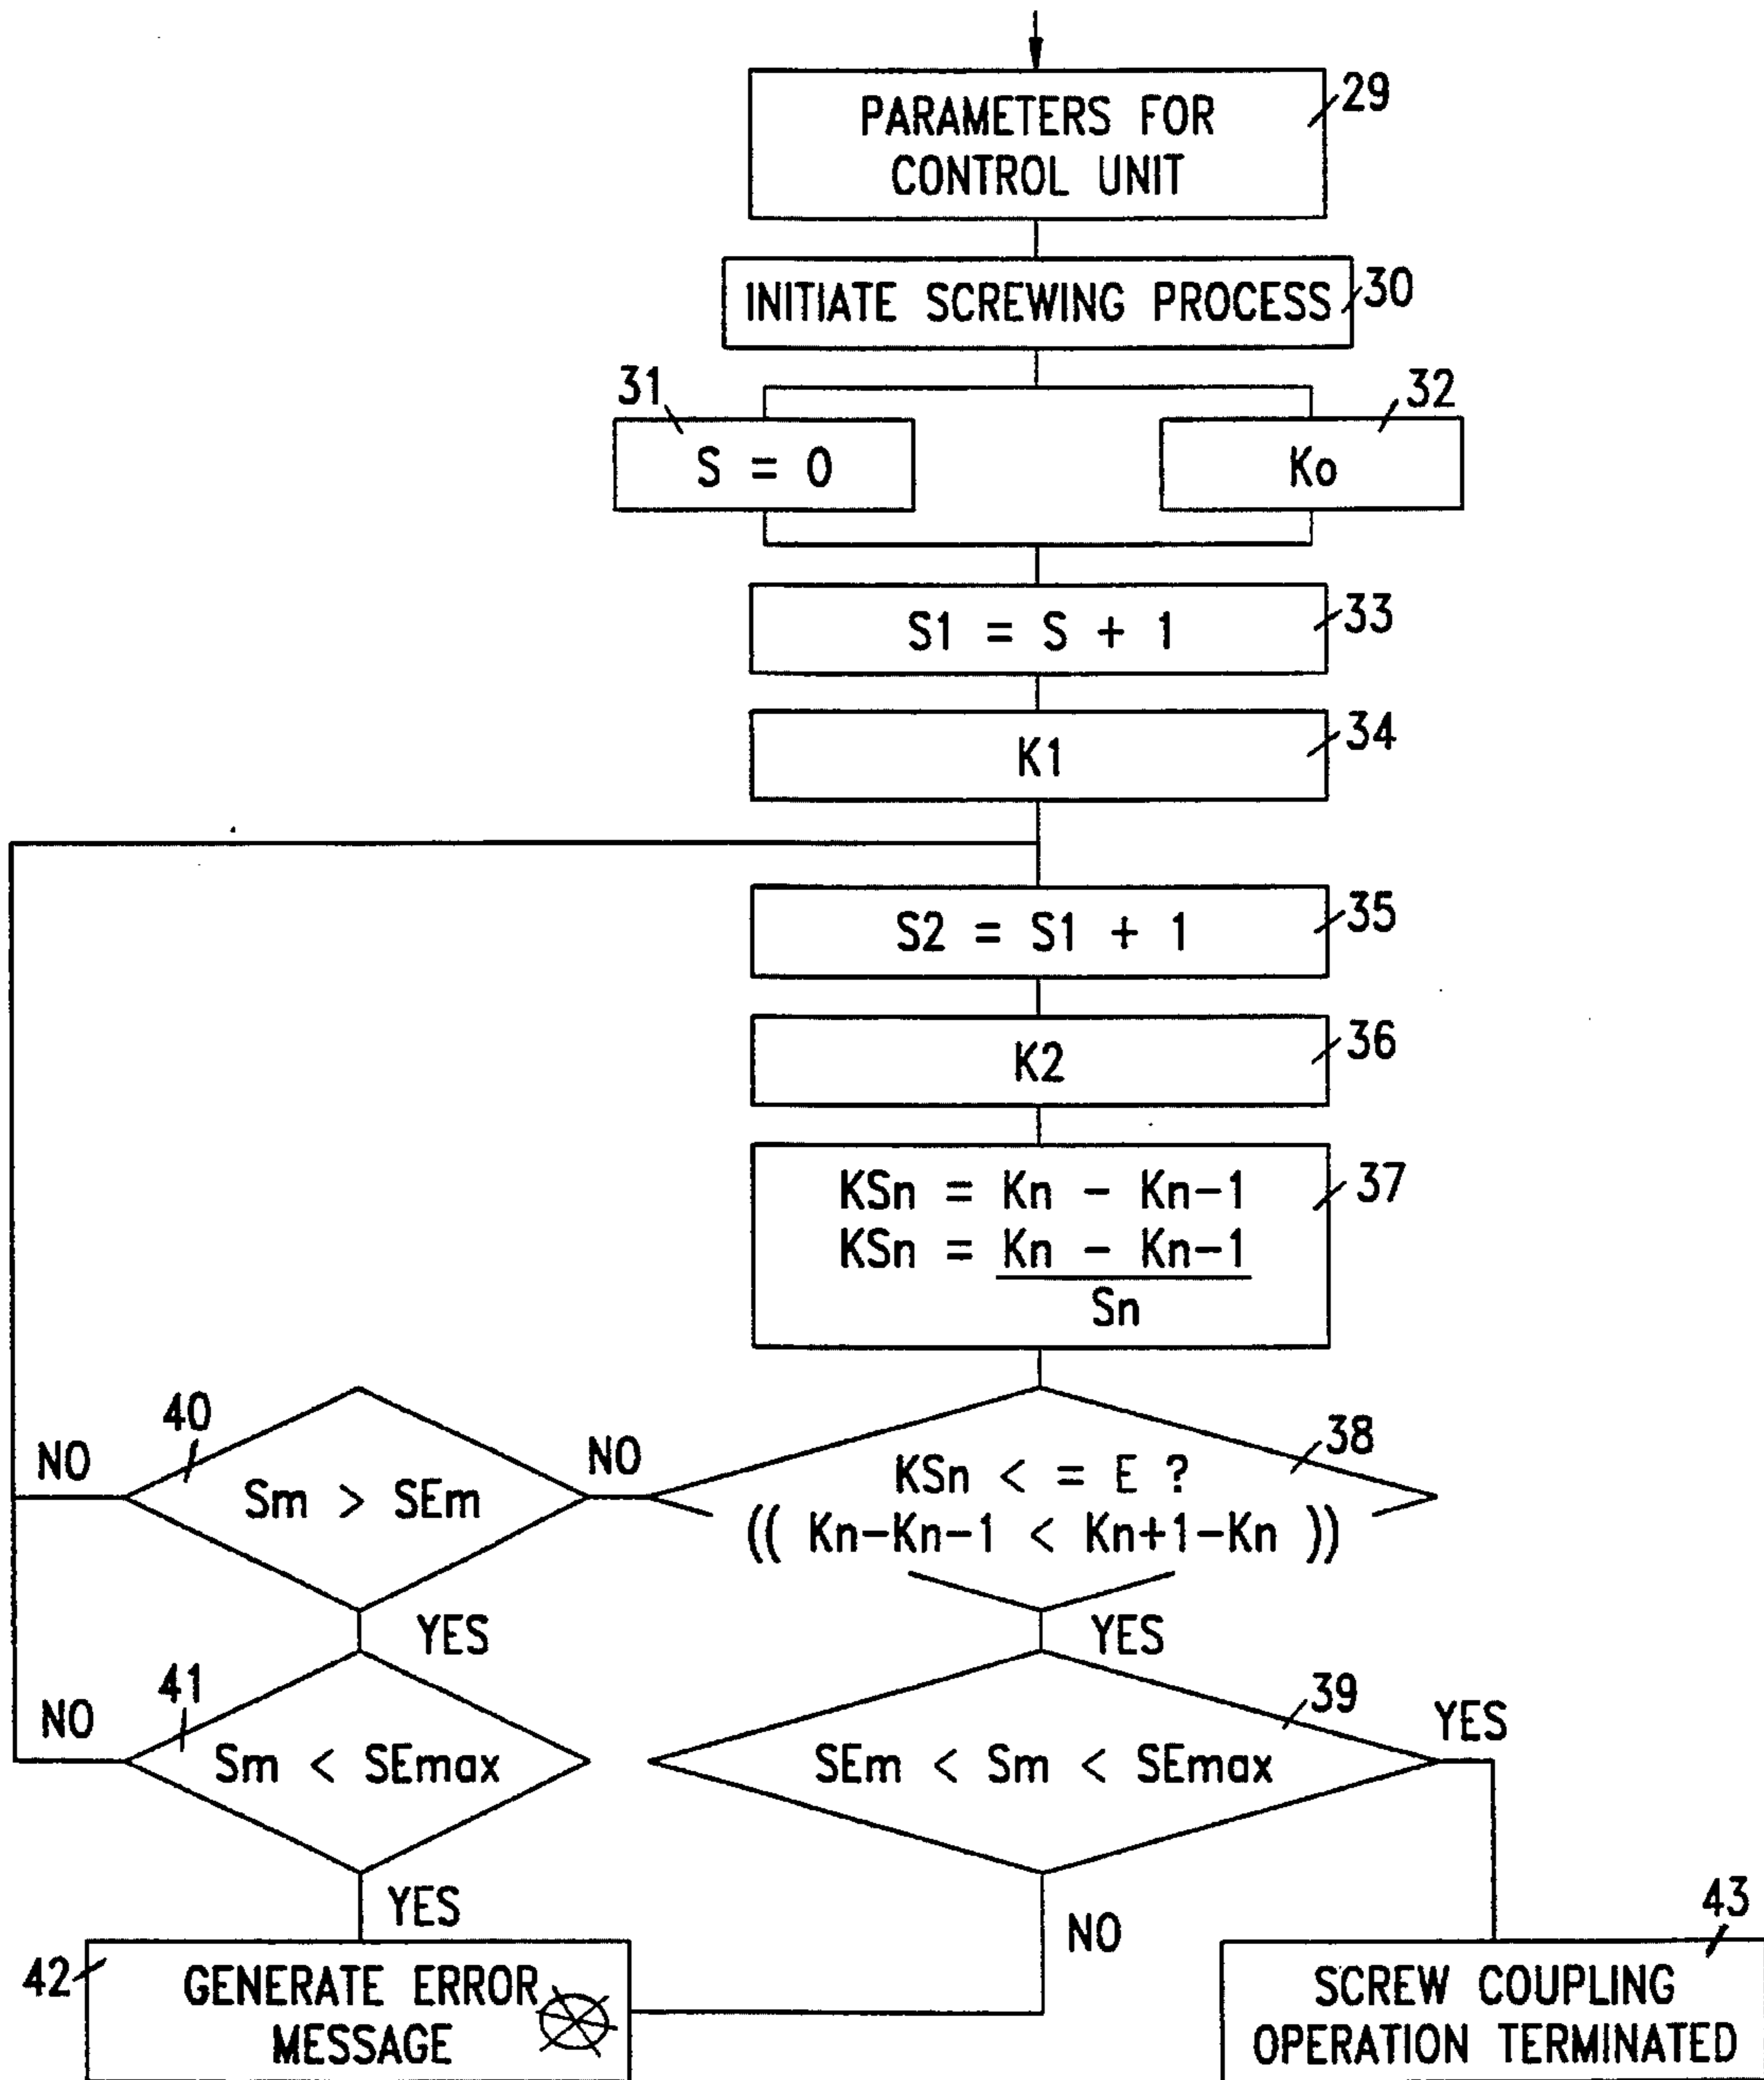 29
PARAMETERS FOR
CONTROL UNIT
INITIATE SCREWING PROCESS
30
31
32
S = 0
Ko
S1 = S + 1
33
K1
34
S2 = S1 + 1
35
K2
36
KSn = Kn - Kn-1
37
KSn = Kn - Kn-1
Sn
40
38
NO
NO
Sm > SEm
KSn < = E ?
(( Kn-Kn-1 < Kn+1-Kn ))
YES
YES
41
39
NO
YES
Sm < SEmax
SEm < Sm < SEmax
YES
NO
43
42
GENERATE ERROR
MESSAGE
SCREW COUPLING
OPERATION TERMINATED